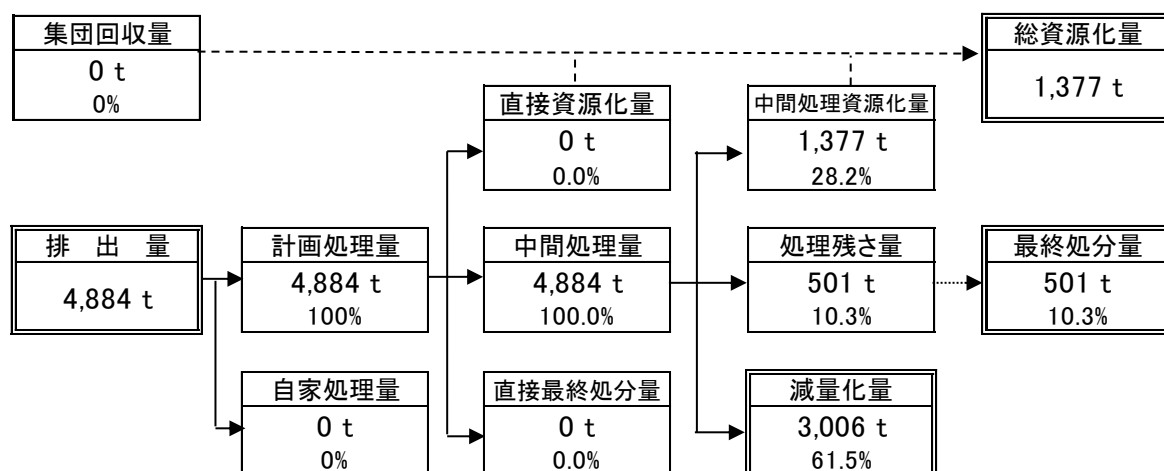 集団回収量
0 t
0%
総資源化量
1,377 t
直接資源化量
0 t
0.0%
中間処理資源化量
1,377 t
28.2%
排 出 量
4,884 t
計画処理量
4,884 t
100%
中間処理量
4,884 t
100.0%
処理残さ量
501 t
10.3%
最終処分量
501 t
10.3%
自家処理量
0 t
0%
直接最終処分量
0 t
0.0%
減量化量
3,006 t
61.5%